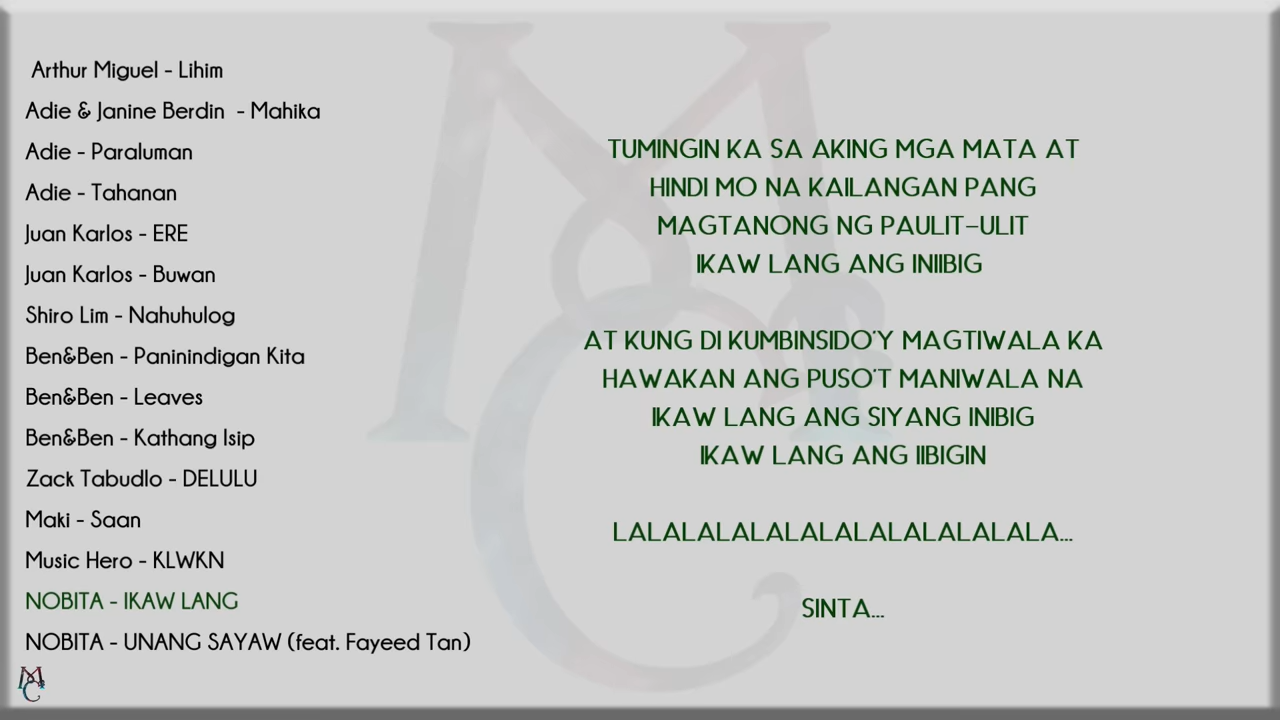 Arthur Miguel - Lihim
Adie & Janine Berdin - Mahika
Adie - Paraluman
Adie - Tahanan
Juan Karlos - ERE
Juan Karlos - Buwan
Shiro Lim - Nahuhulog
Ben&Ben - Paninindigan Kita
Ben&Ben - Leaves
Ben&Ben - Kathang Isip
Zack Tabudlo - DELULU
Maki - Saan
Music Hero - KLWKN
NOBITA - IKAW LANG
NOBITA - UNANG SAYAW (feat. Fayeed Tan)
TUMINGIN KA SA AKING MGA MATA AT
HINDI MO NA KAILANGAN PANG
MAGTANONG NG PAULIT-ULIT
IKAW LANG ANG INIIBIG
AT KUNG DI KUMBINSIDO'Y MAGTIWALA KA
HAWAKAN ANG PUSO'T MANIWALA NA
IKAW LANG ANG SIYANG INIBIG
IKAW LANG ANG IIBIGIN
LALALALALALALALALALALALALA...
SINTA...